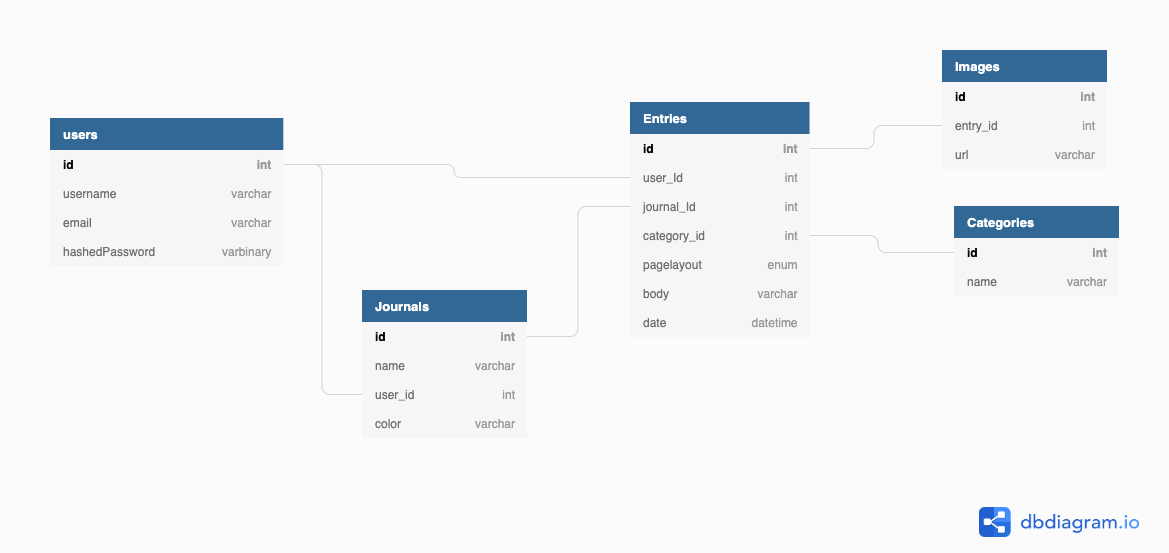 users
id int
username varchar
email varchar
hashedPassword varbinary
Journals
id int
name varchar
user_id int
color varchar
Entries
id int
user_Id int
journal_Id int
category_id int
pagelayout enum
body varchar
date datetime
Images
id int
entry_id int
url varchar
Categories
id int
name varchar
dbdiagram.io